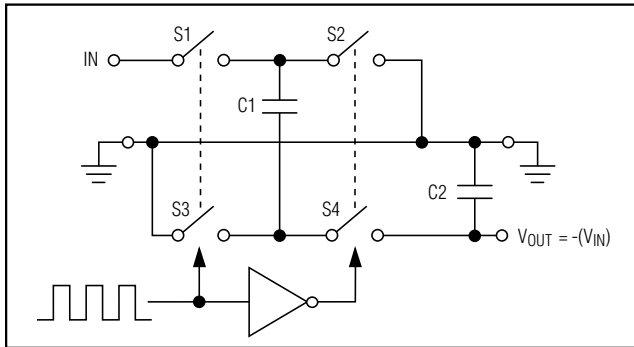 S1
S2
IN
C1
C2
S3
S4
VOUT = -(VIN)